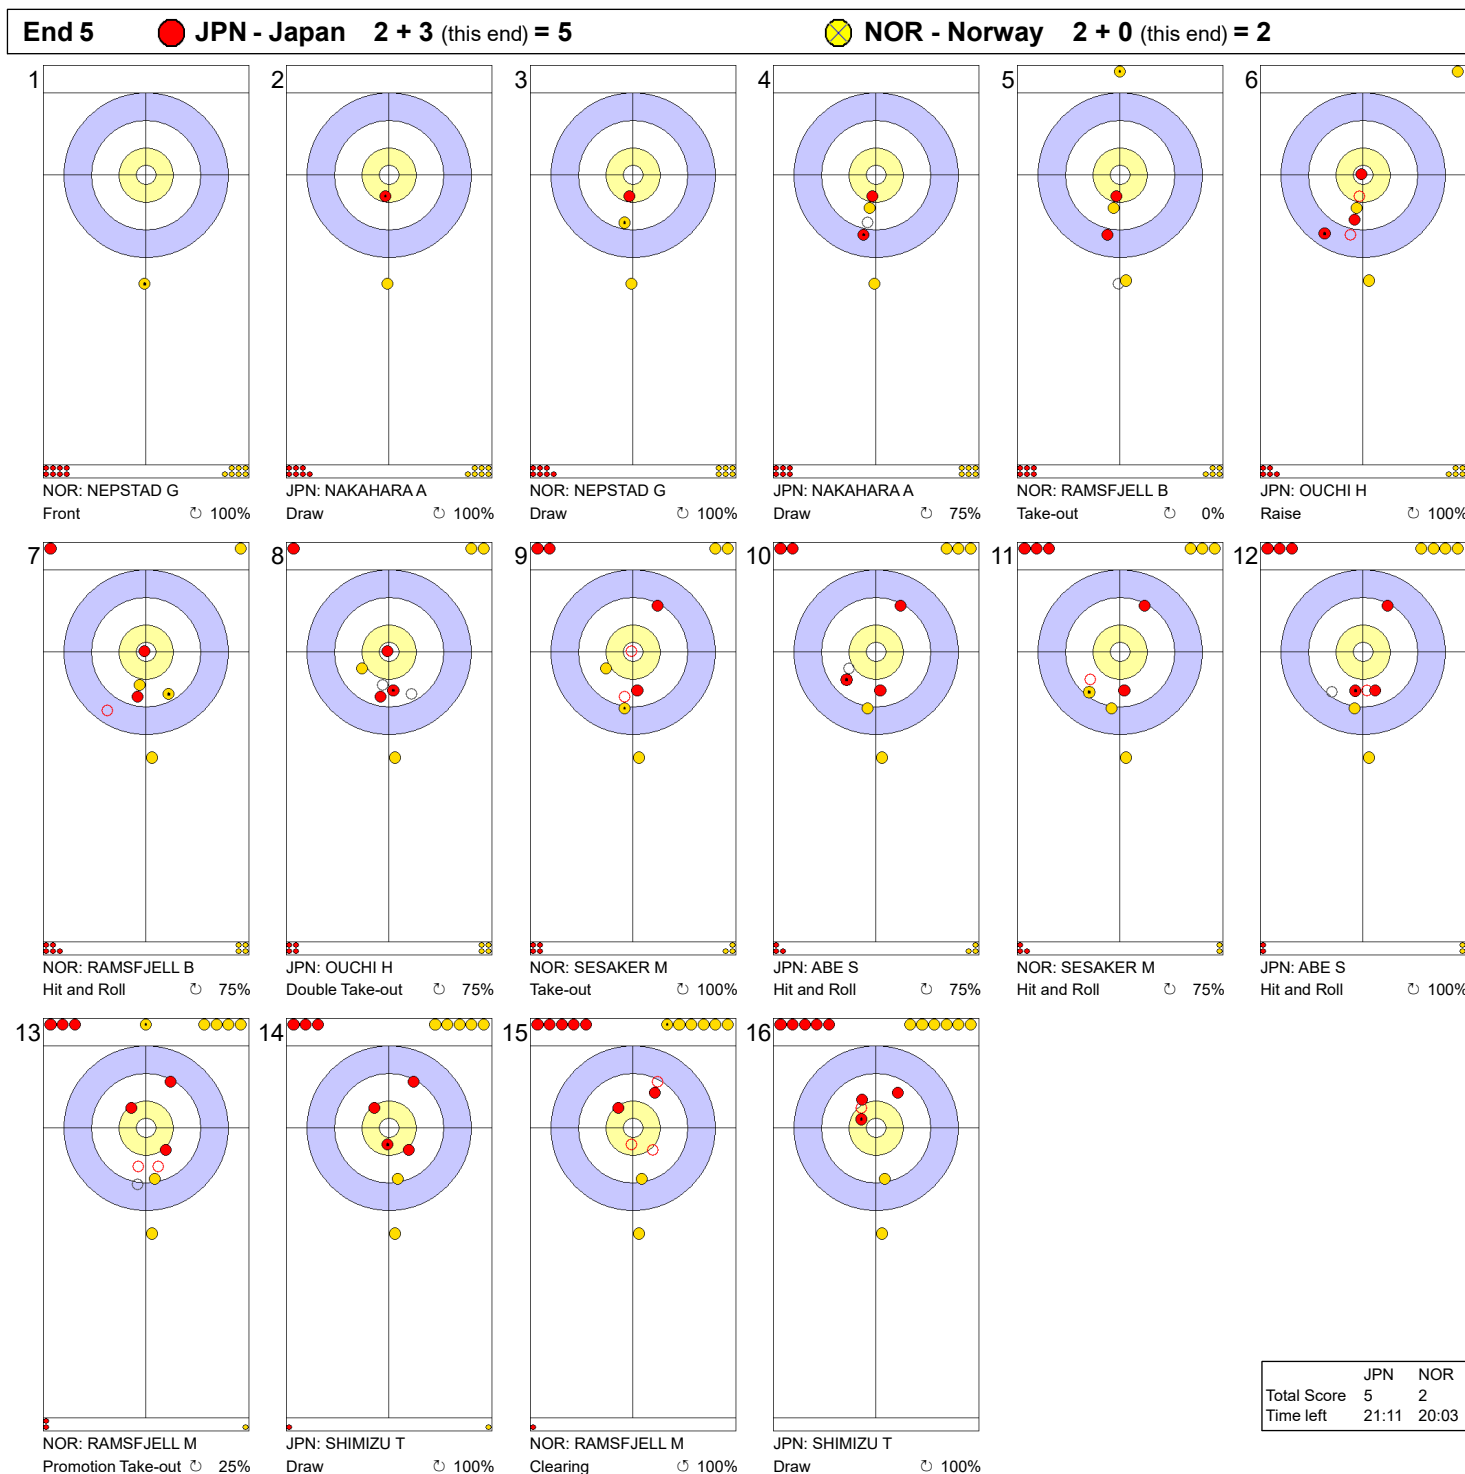 End 5 JPN - Japan 2 + 3 (this end) = 5 NOR - Norway 2 + 0 (this end) = 2
1 2 3 4 5 6
NOR: NEPSTAD G JPN: NAKAHARA A NOR: NEPSTAD G JPN: NAKAHARA A NOR: RAMSFJELL B JPN: OUCHI H
Front ↻ 100% Draw ↻ 100% Draw ↻ 100% Draw ↻ 75% Take-out ↻ 0% Raise ↻ 100%
7 8 9 10 11 12
NOR: RAMSFJELL B JPN: OUCHI H NOR: SESAKER M JPN: ABE S NOR: SESAKER M JPN: ABE S
Hit and Roll ↻ 75% Double Take-out ↻ 75% Take-out ↻ 100% Hit and Roll ↻ 75% Hit and Roll ↻ 75% Hit and Roll ↻ 100%
13 14 15 16
NOR: RAMSFJELL M JPN: SHIMIZU T NOR: RAMSFJELL M JPN: SHIMIZU T
Promotion Take-out ↻ 25% Draw ↺ 100% Clearing ↺ 100% Draw ↺ 100%
JPN NOR
Total Score 5 2
Time left 21:11 20:03